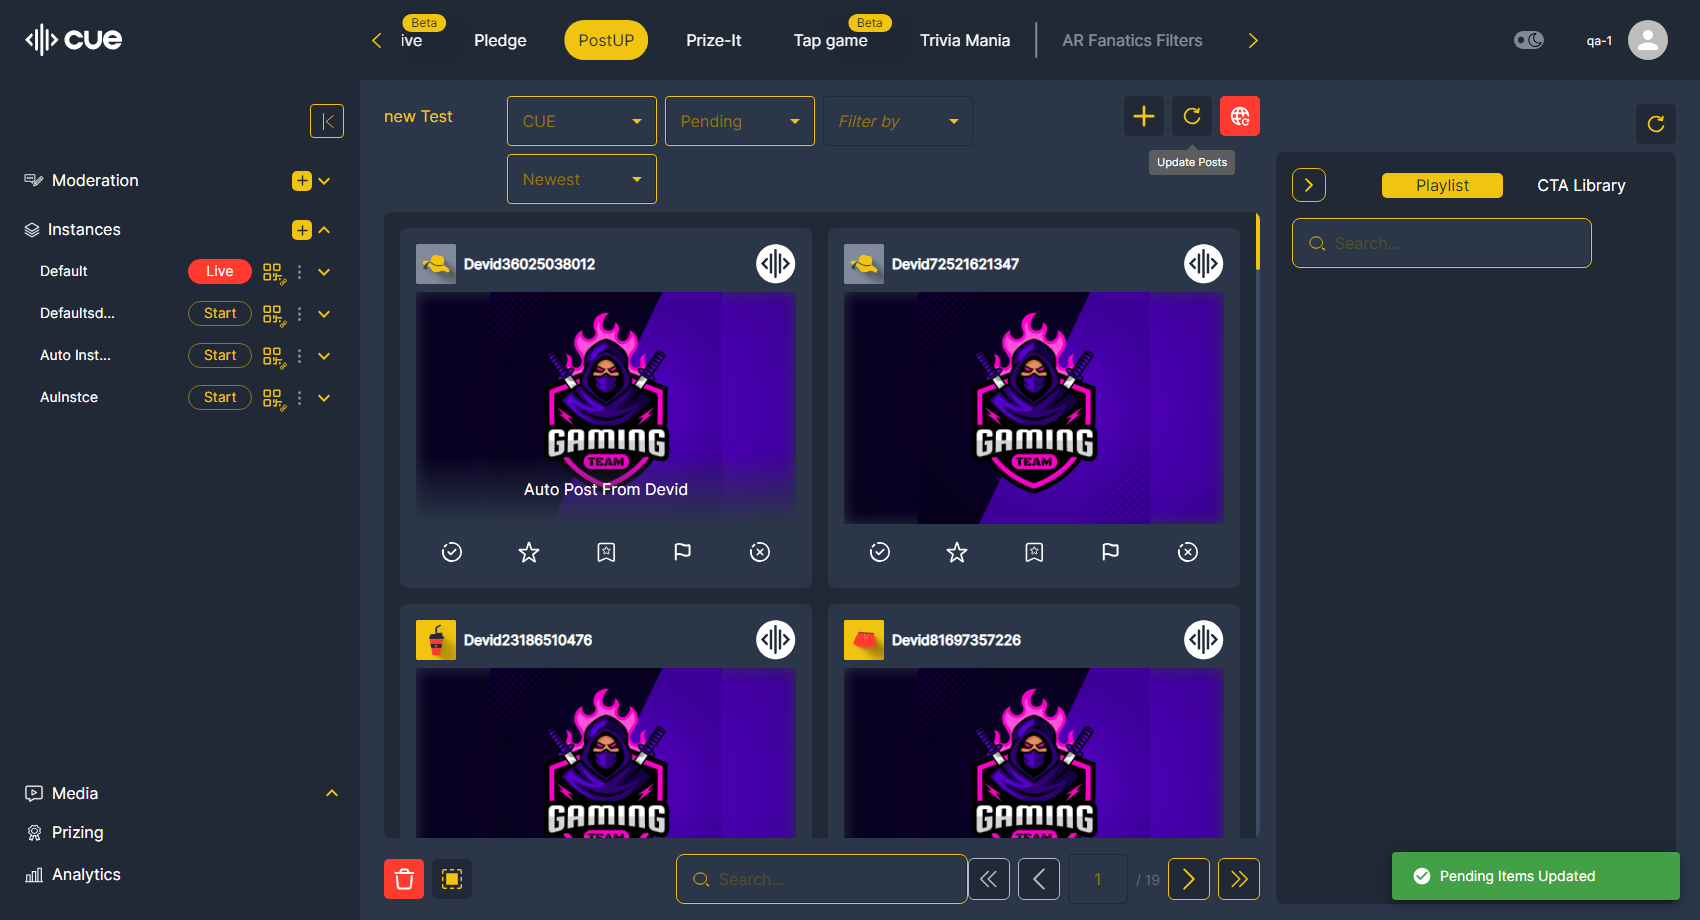 cue
Beta
ive
Pledge
PostUP
Prize-It
Beta
Tap game
Trivia Mania
AR Fanatics Filters
qa-1
new Test
CUE
Pending
Filter by
Newest
Update Posts
Moderation
Instances
Default
Live
Defaultsd...
Start
Auto Inst...
Start
AuInstce
Start
Media
Prizing
Analytics
Devid36025038012
GAMING
TEAM
Auto Post From Devid
Devid72521621347
GAMING
TEAM
Devid23186510476
GAMING
TEAM
Devid81697357226
GAMING
TEAM
Search...
1
/ 19
Playlist
CTA Library
Search...
Pending Items Updated